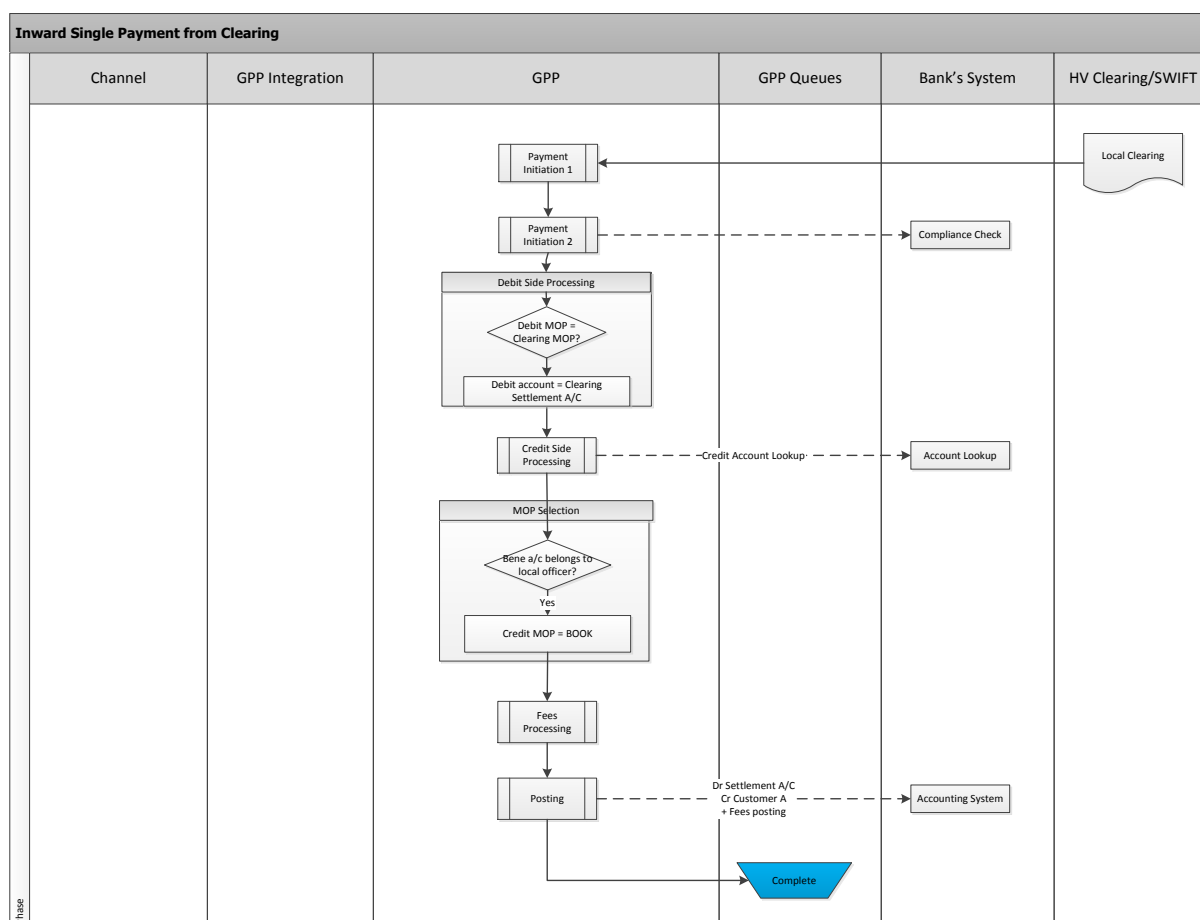 Inward Single Payment from Clearing
Channel
GPP Integration
GPP
GPP Queues
Bank's System
HV Clearing/SWIFT
Payment
Initiation 1
Local Clearing
Payment
Initiation 2
Compliance Check
Debit Side Processing
Debit MOP =
Clearing MOP?
Debit account = Clearing
Settlement A/C
Credit Side
Processing
Credit Account Lookup
Account Lookup
MOP Selection
Bene a/c belongs to
local officer?
Yes
Credit MOP = BOOK
Fees
Processing
Posting
Dr Settlement A/C
Cr Customer A
+ Fees posting
Accounting System
Complete
hase